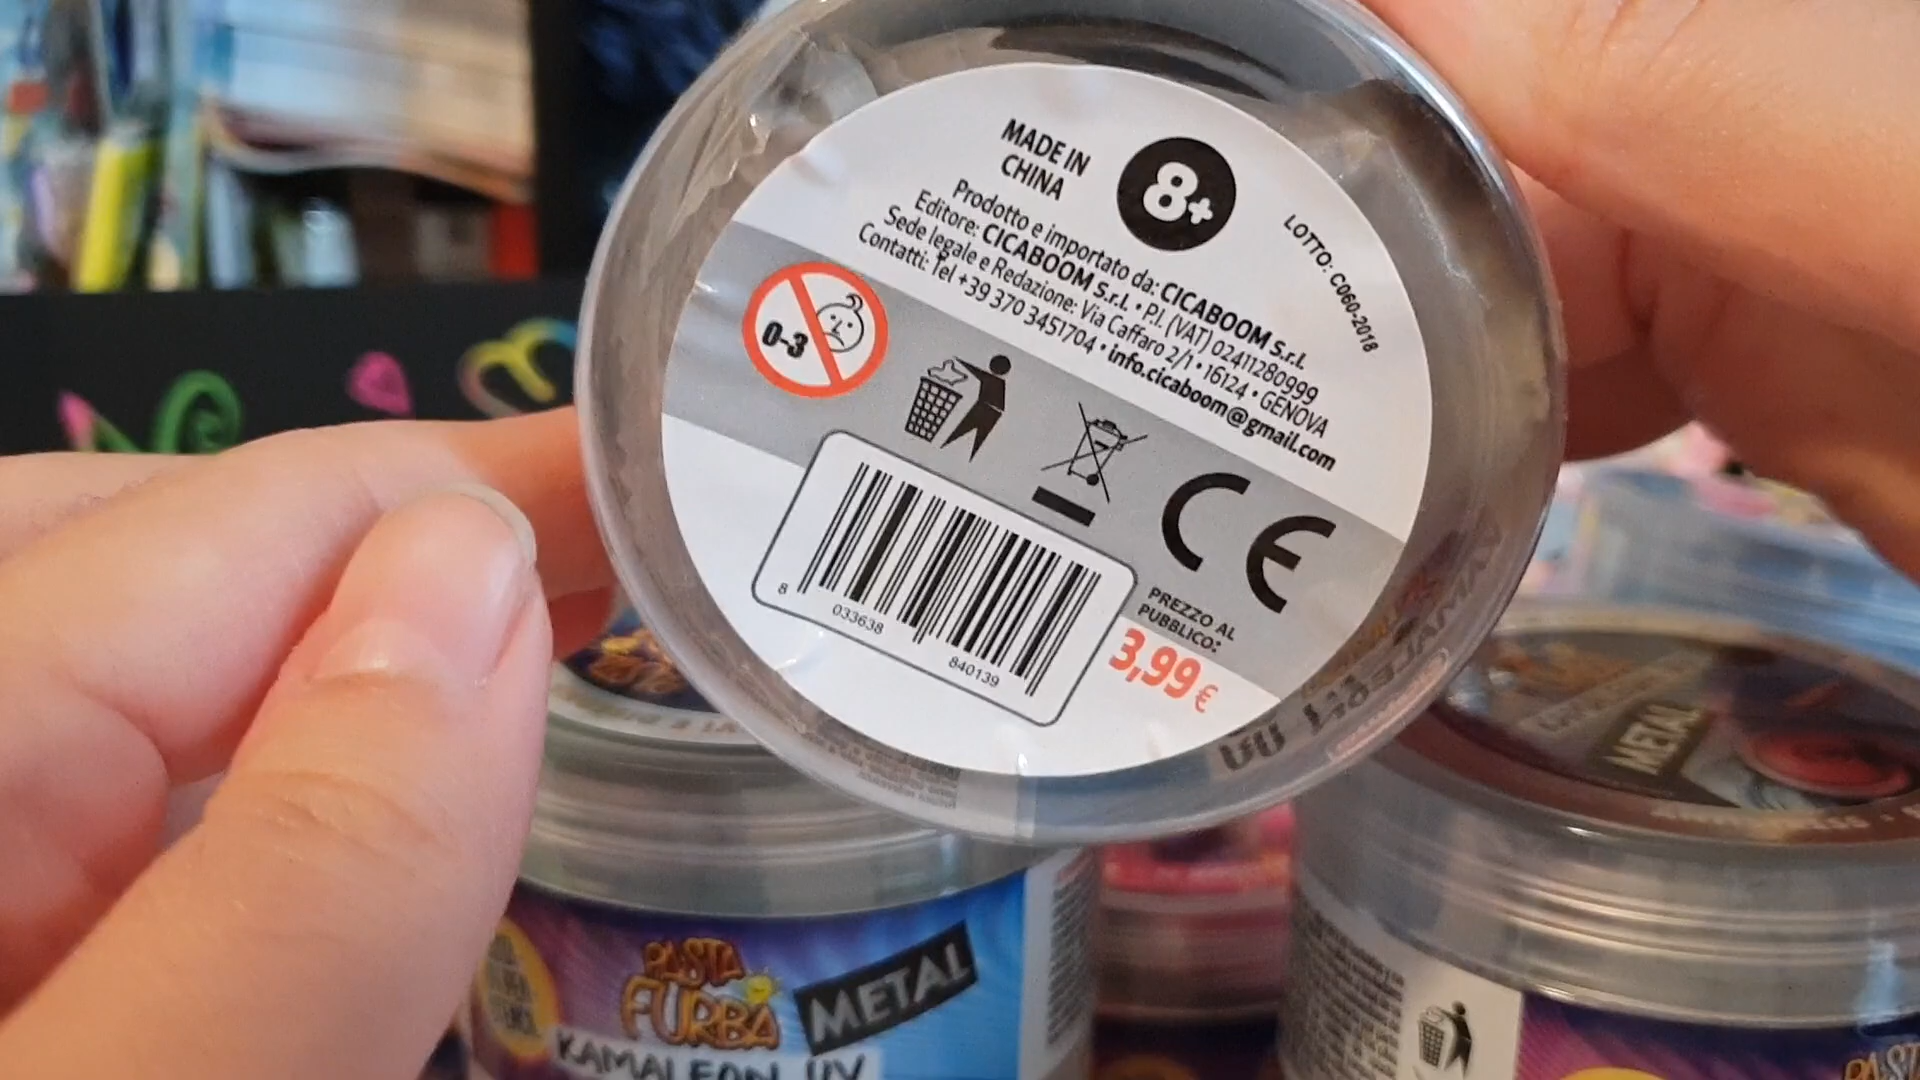 MADE IN
CHINA
8+
LOTTO: C060-2018
Prodotto e importato da: CICABOOM S.r.l.
Editore: CICABOOM S.r.l. • P.I. (VAT) 02411280999
Sede legale e Redazione: Via Caffaro 2/1 • 16124 • GENOVA
Contatti: Tel +39 370 3451704 • info.cicaboom@gmail.com
0-3
CE
8 033638 840139
PREZZO AL
PUBBLICO:
3,99 €
METAL
PASTA
FURBA
METAL
KAMALEON UV